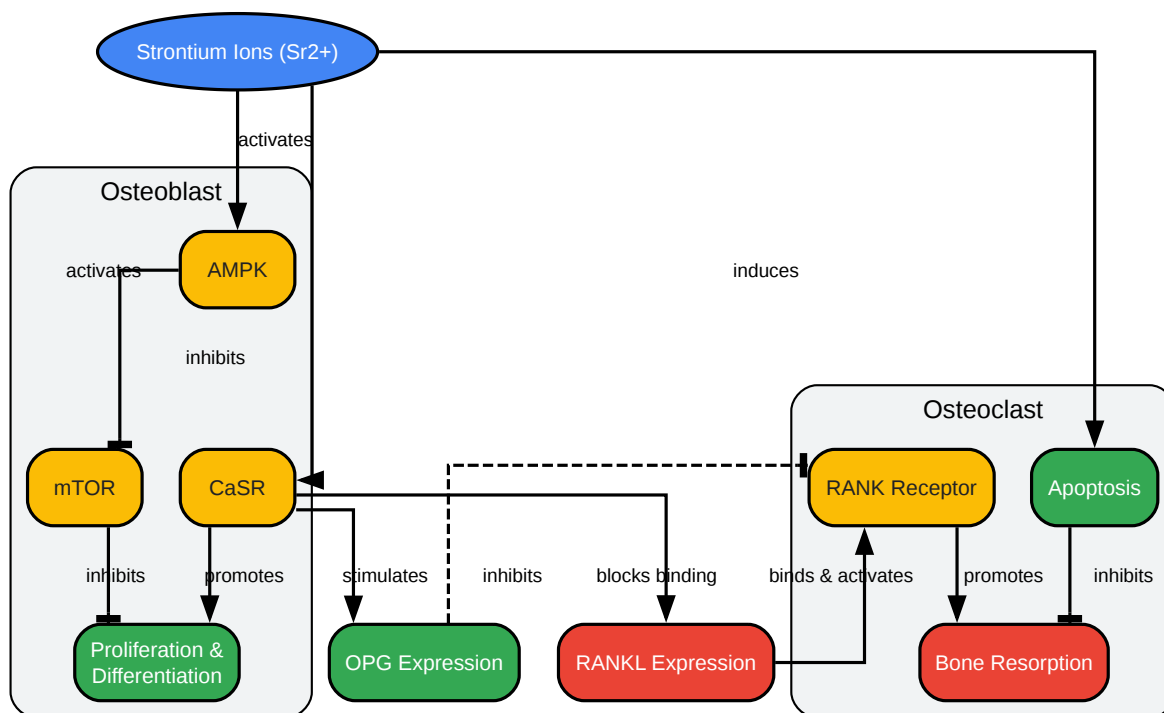 Strontium Ions (Sr2+)
activates
Osteoblast
AMPK
activates
induces
inhibits
Osteoclast
mTOR
CaSR
RANK Receptor
Apoptosis
inhibits
promotes
stimulates
inhibits
blocks binding
binds & activates
promotes
inhibits
Proliferation &
Differentiation
OPG Expression
RANKL Expression
Bone Resorption